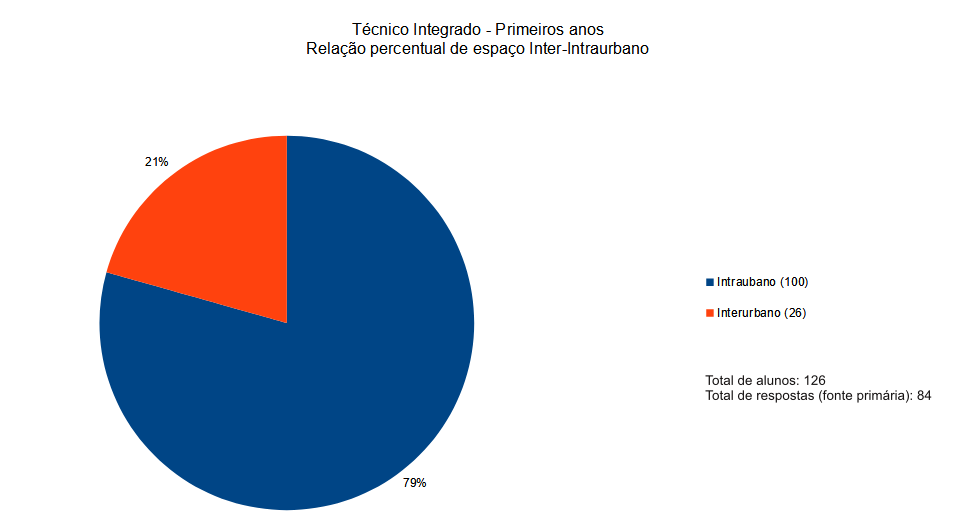 Técnico Integrado - Primeiros anos
Relação percentual de espaço Inter-Intraurbano
21%
Intraubano (100)
Interurbano (26)
Total de alunos: 126
Total de respostas (fonte primária): 84
79%